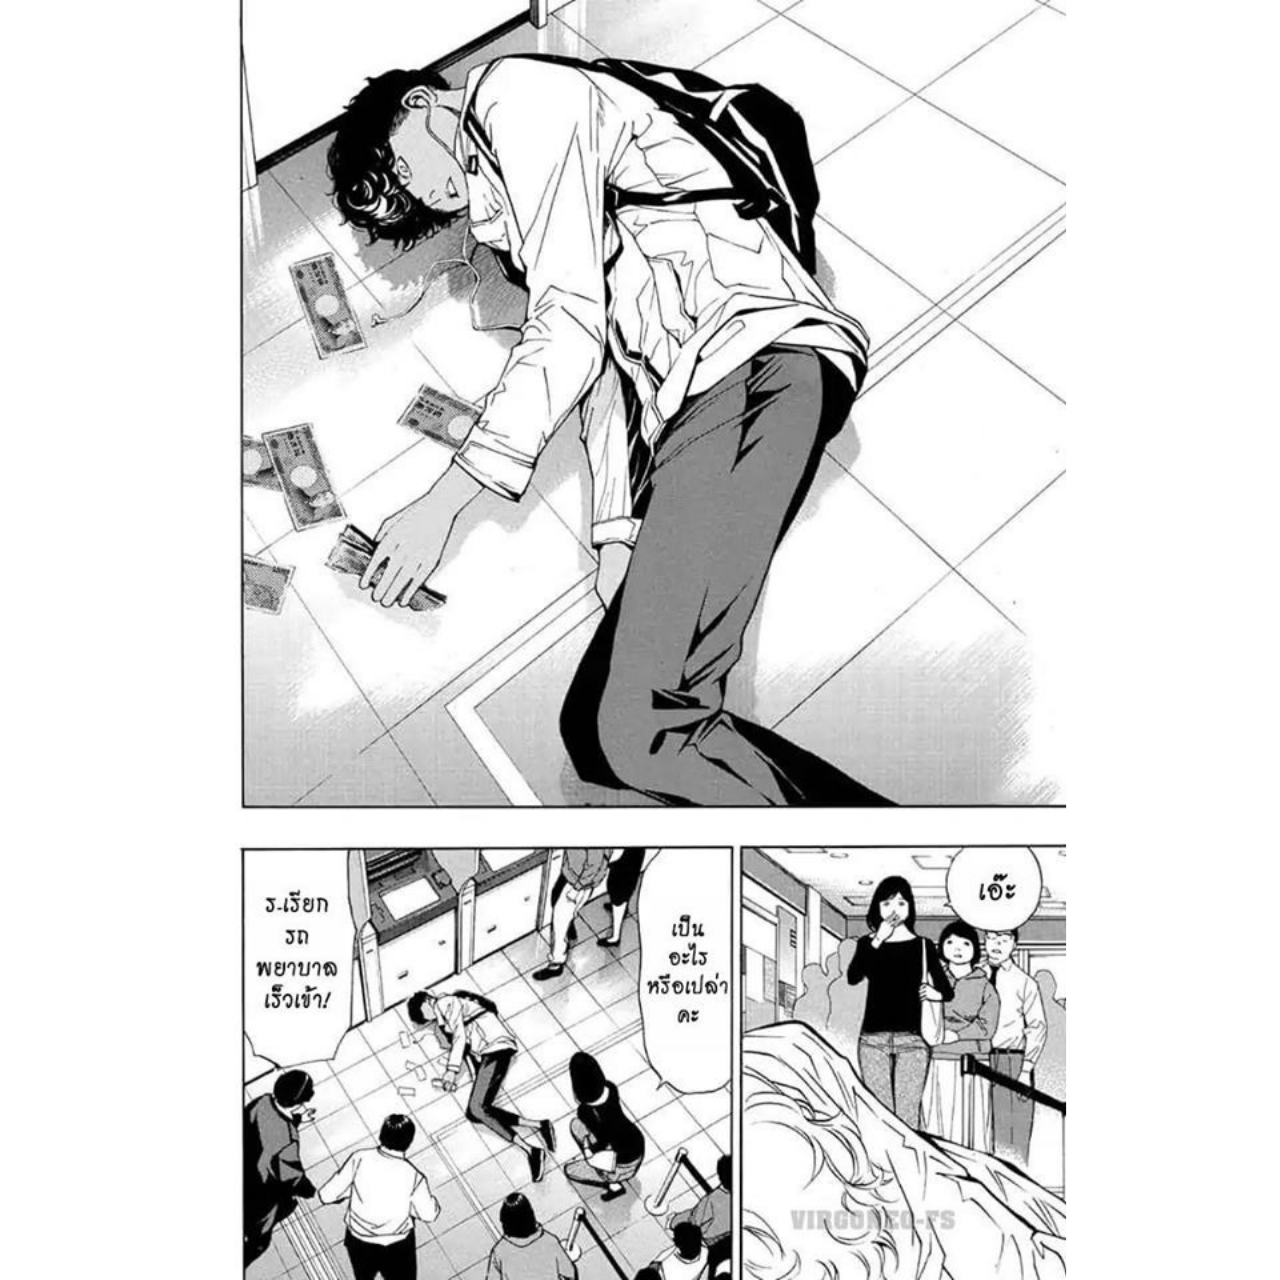 เอ๊ะ
เป็น
อะไร
หรือเปล่า
คะ
ร-เรียก
รถ
พยาบาล
เร็วเข้า!
VIRGONEO-FS